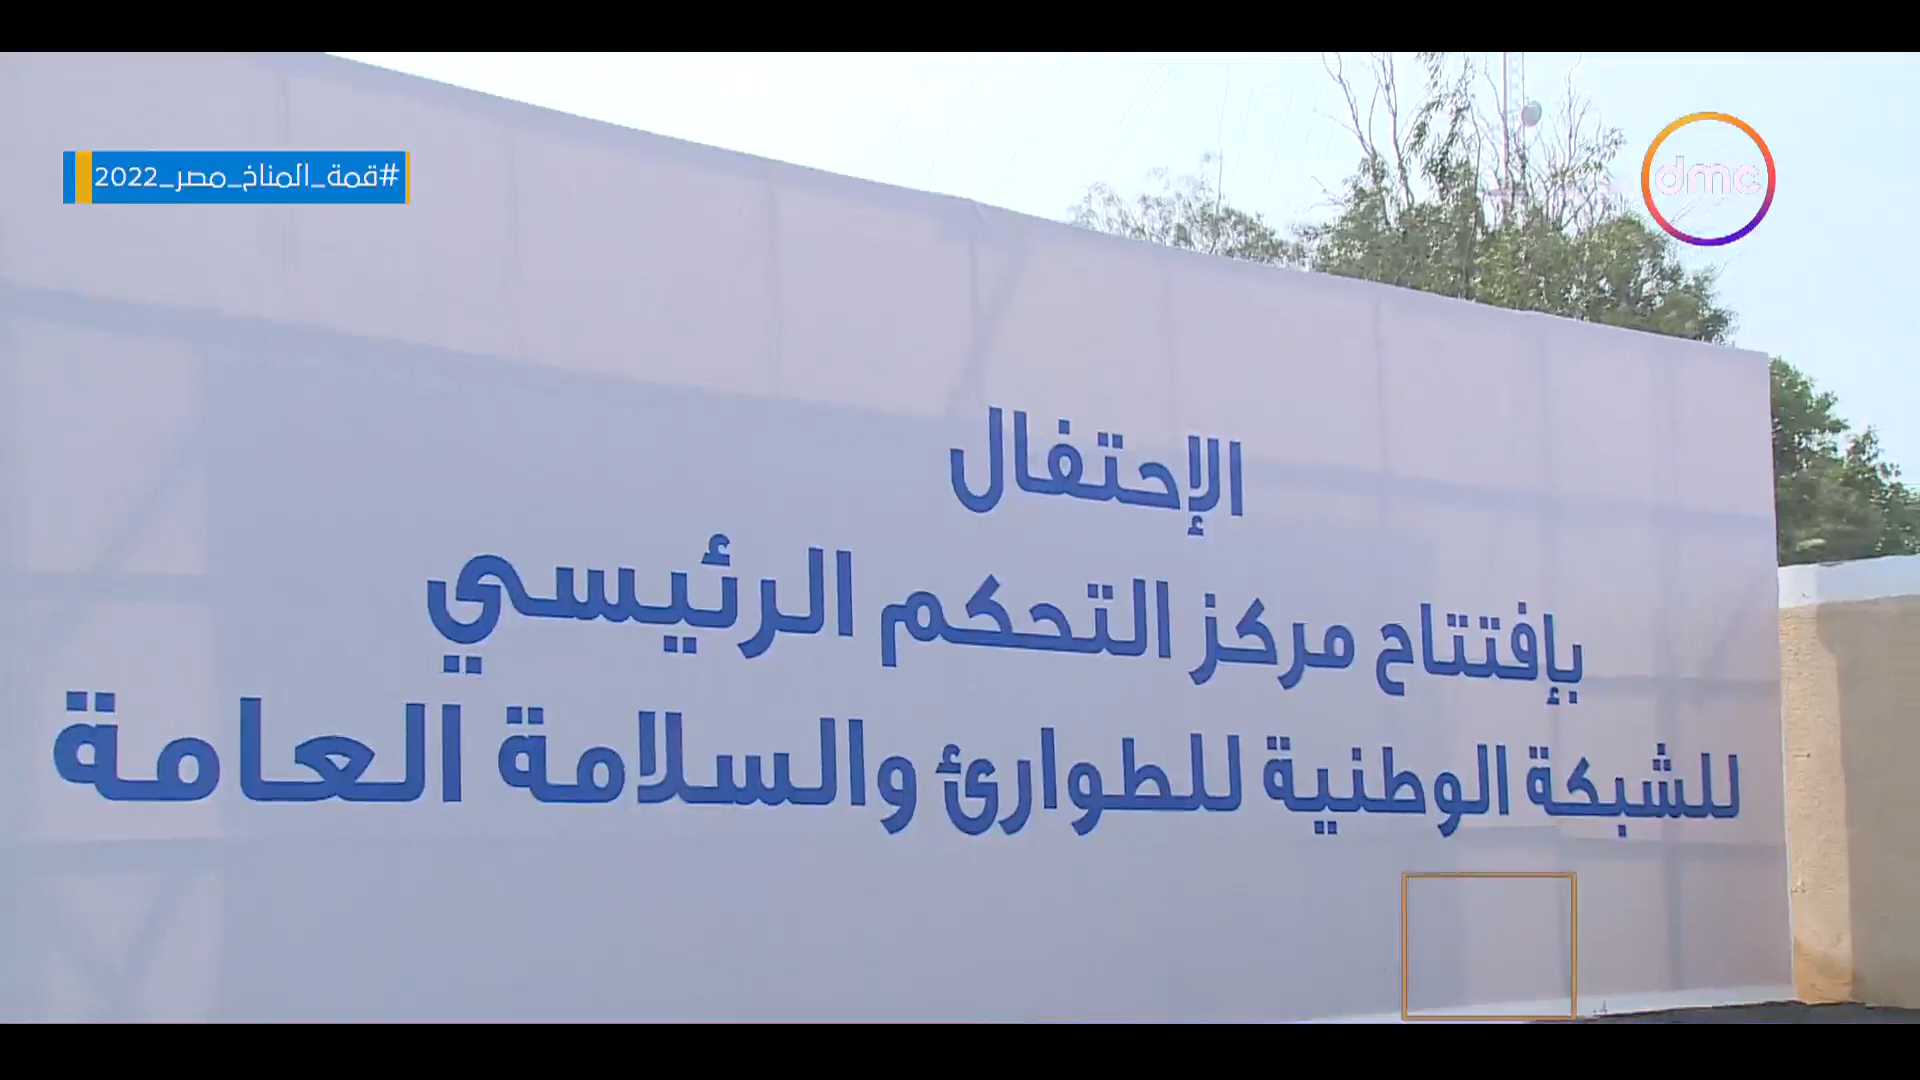 #قمة_المناخ_مصر_2022
dmc
الإحتفال
بإفتتاح مركز التحكم الرئيسي
للشبكة الوطنية للطوارئ والسلامة العامة